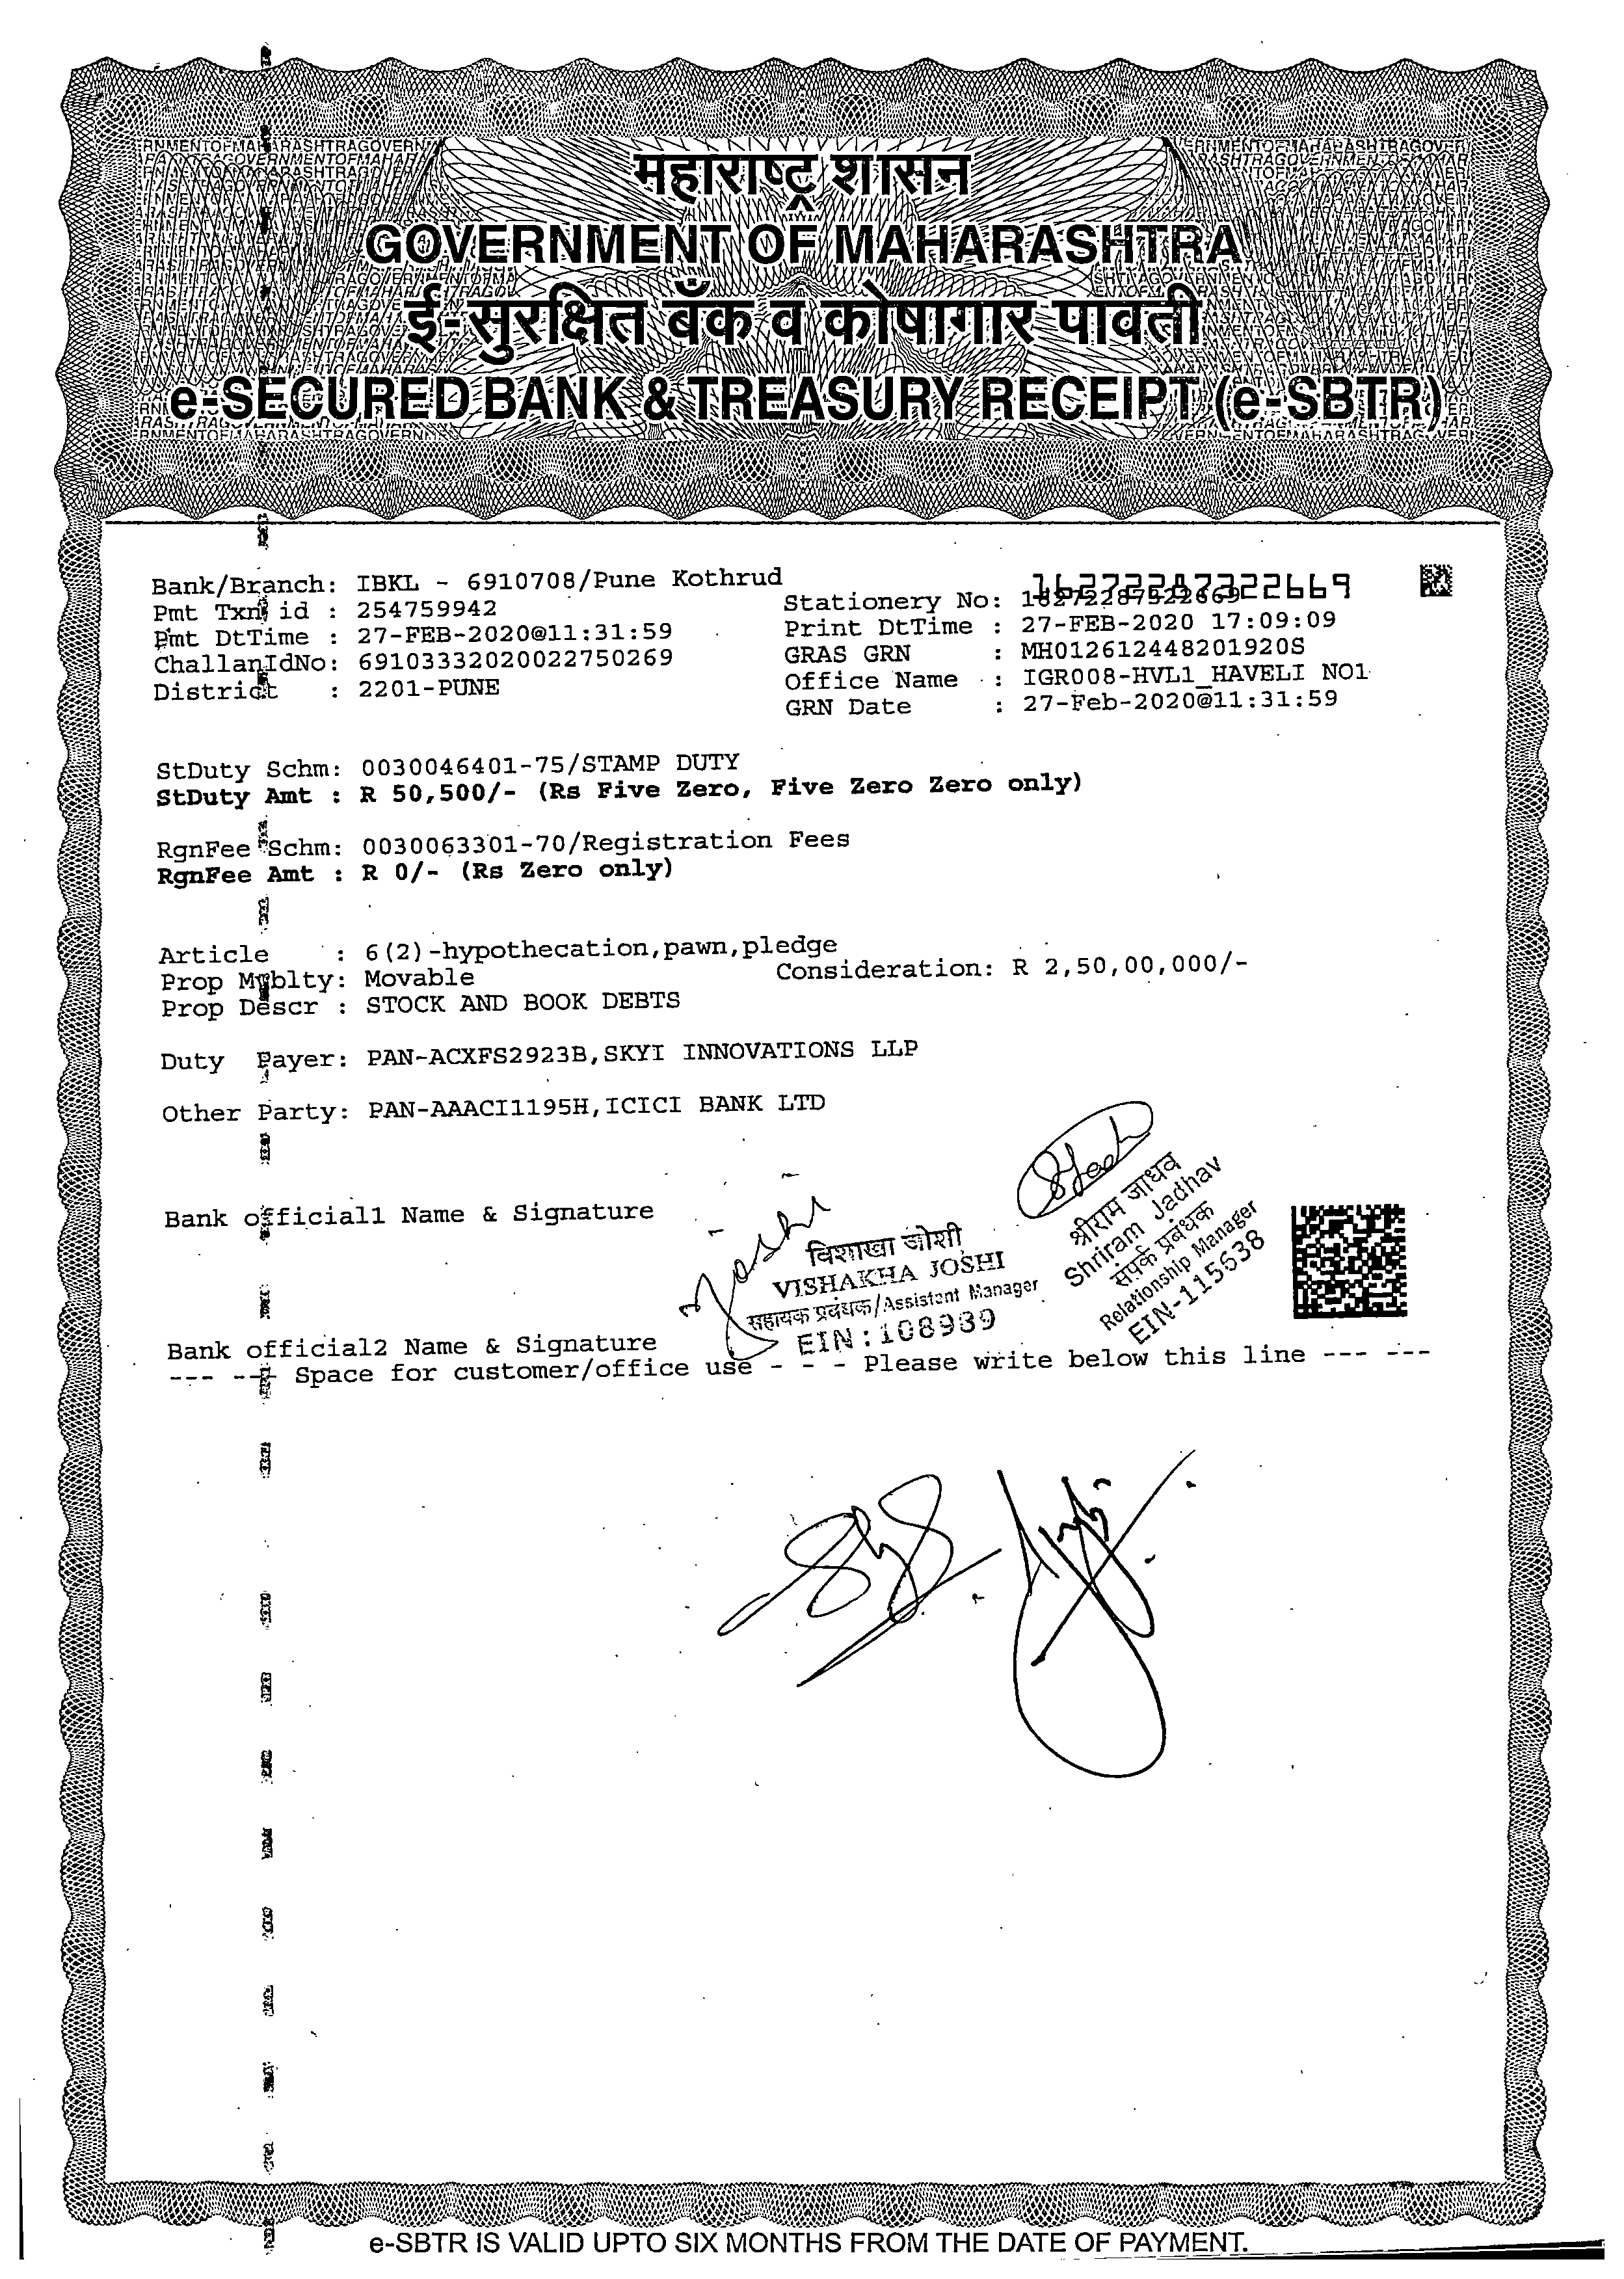 महाराष्ट्र शासन
GOVERNMENT OF MAHARASHTRA
ई-सुरक्षित बँक व कोषागार पावती
e-SECURED BANK & TREASURY RECEIPT (e-SBTR)
Bank/Branch: IBKL - 6910708/Pune Kothrud
16272287322669
Pmt Txn id : 254759942
Stationery No: 16272287322669
Pmt DtTime : 27-FEB-2020@11:31:59
Print DtTime : 27-FEB-2020 17:09:09
ChallanIdNo: 69103332020022750269
GRAS GRN : MH012612448201920S
District : 2201-PUNE
Office Name : IGR008-HVL1_HAVELI NO1
GRN Date : 27-Feb-2020@11:31:59
StDuty Schm: 0030046401-75/STAMP DUTY
StDuty Amt : R 50,500/- (Rs Five Zero, Five Zero Zero only)
RgnFee Schm: 0030063301-70/Registration Fees
RgnFee Amt : R 0/- (Rs Zero only)
Article : 6(2)-hypothecation,pawn,pledge
Prop Mvblty: Movable Consideration: R 2,50,00,000/-
Prop Descr : STOCK AND BOOK DEBTS
Duty Payer: PAN-ACXFS2923B,SKYI INNOVATIONS LLP
Other Party: PAN-AAACI1195H,ICICI BANK LTD
Bank official1 Name & Signature
Joshi
विशाखा जोशी
VISHAKHA JOSHI
सहायक प्रबंधक/Assistant Manager
EIN:108939
श्रीराम जाधव
Shriram Jadhav
संपर्क प्रबंधक
Relationship Manager
EIN-115638
Bank official2 Name & Signature
--- --- Space for customer/office use - - - Please write below this line --- ---
e-SBTR IS VALID UPTO SIX MONTHS FROM THE DATE OF PAYMENT.